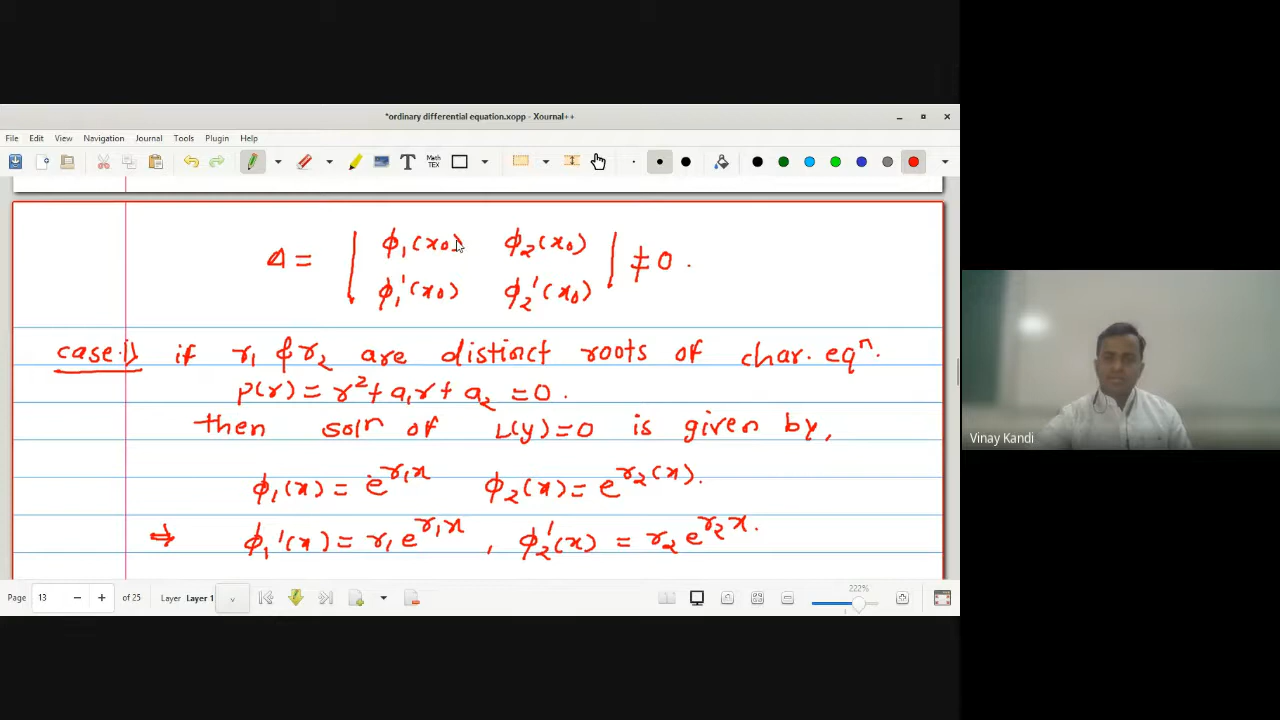 *ordinary differential equation.xopp - Xournal++
File Edit View Navigation Journal Tools Plugin Help
Δ = | ϕ₁(x₀) ϕ₂(x₀) | ≠ 0 .
| ϕ₁'(x₀) ϕ₂'(x₀) |
case.1) if r₁ & r₂ are distinct roots of char. eqⁿ.
p(r) = r² + a₁r + a₂ = 0 .
then solⁿ of L(y)=0 is given by,
ϕ₁(x) = e^r₁x ϕ₂(x) = e^r₂(x).
⇒ ϕ₁'(x) = r₁e^r₁x , ϕ₂'(x) = r₂e^r₂x.
Vinay Kandi
Page 13 of 25 Layer Layer 1 222%